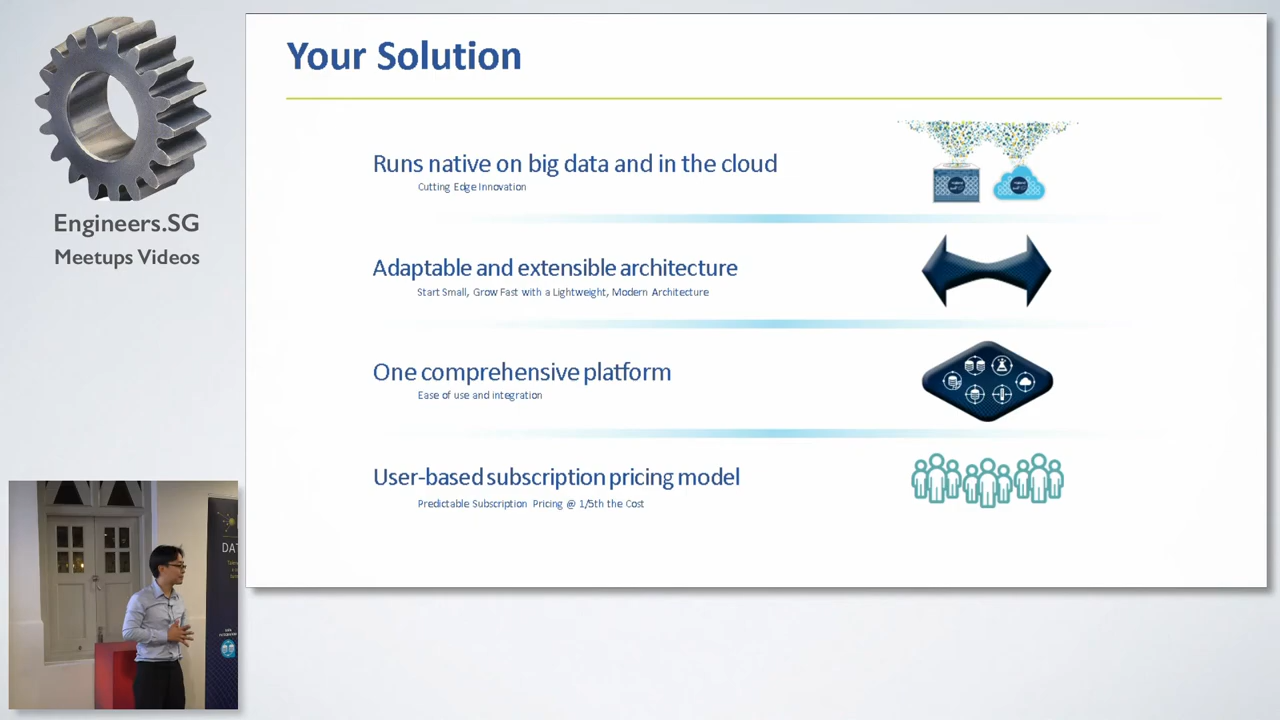 Engineers.SG
Meetups Videos
Your Solution
Runs native on big data and in the cloud
Cutting Edge Innovation
Adaptable and extensible architecture
Start Small, Grow Fast with a Lightweight, Modern Architecture
One comprehensive platform
Ease of use and integration
User-based subscription pricing model
Predictable Subscription Pricing @ 1/5th the Cost
DAT